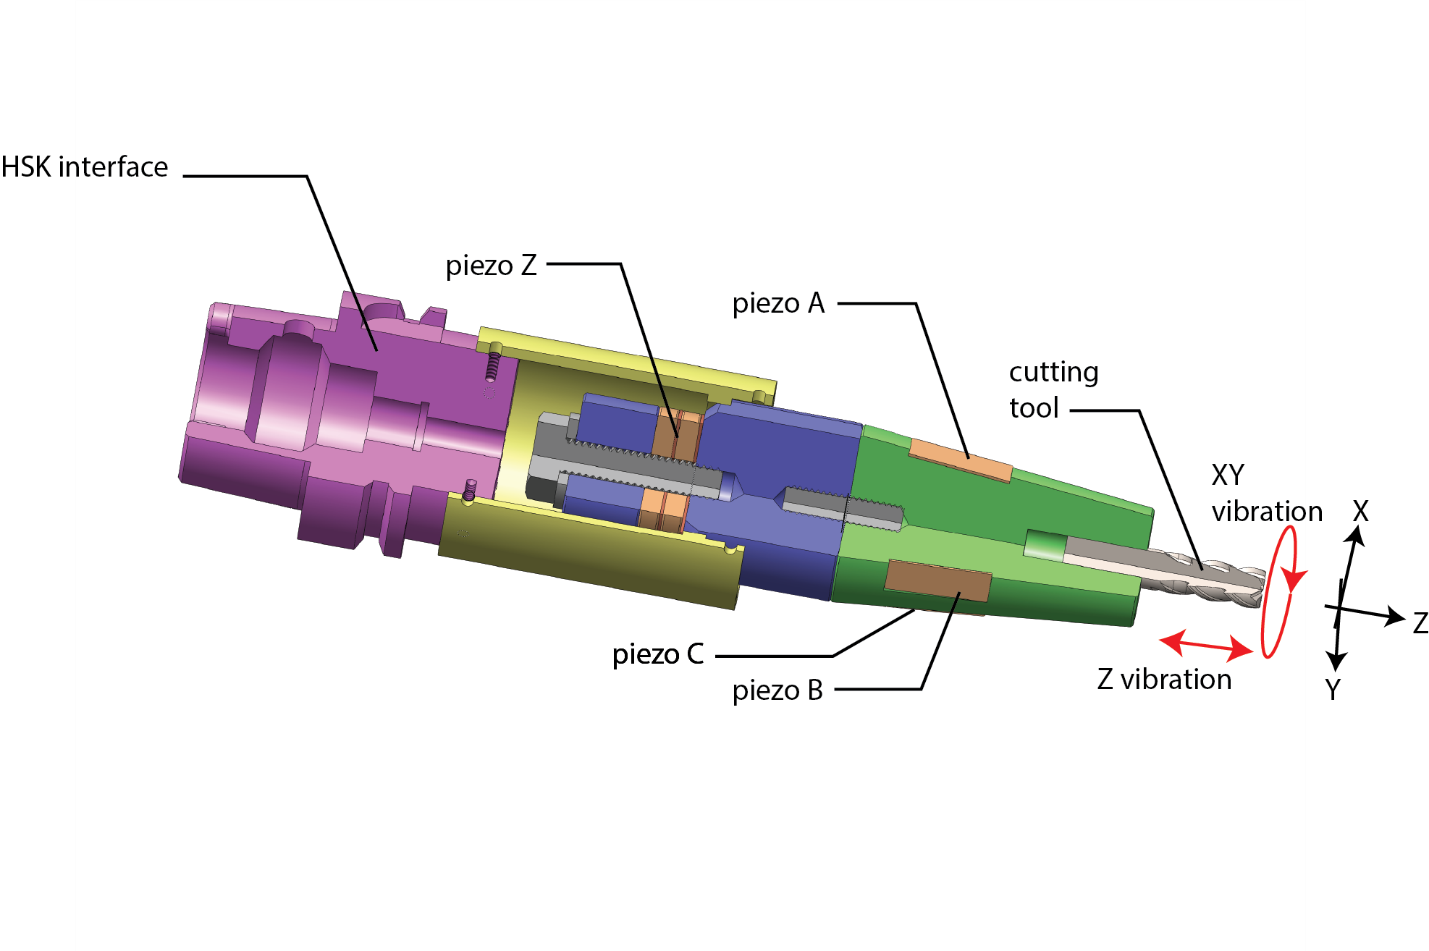 HSK interface
piezo Z
piezo A
cutting
tool
XY
vibration
X
Z
Y
Z vibration
piezo C
piezo B